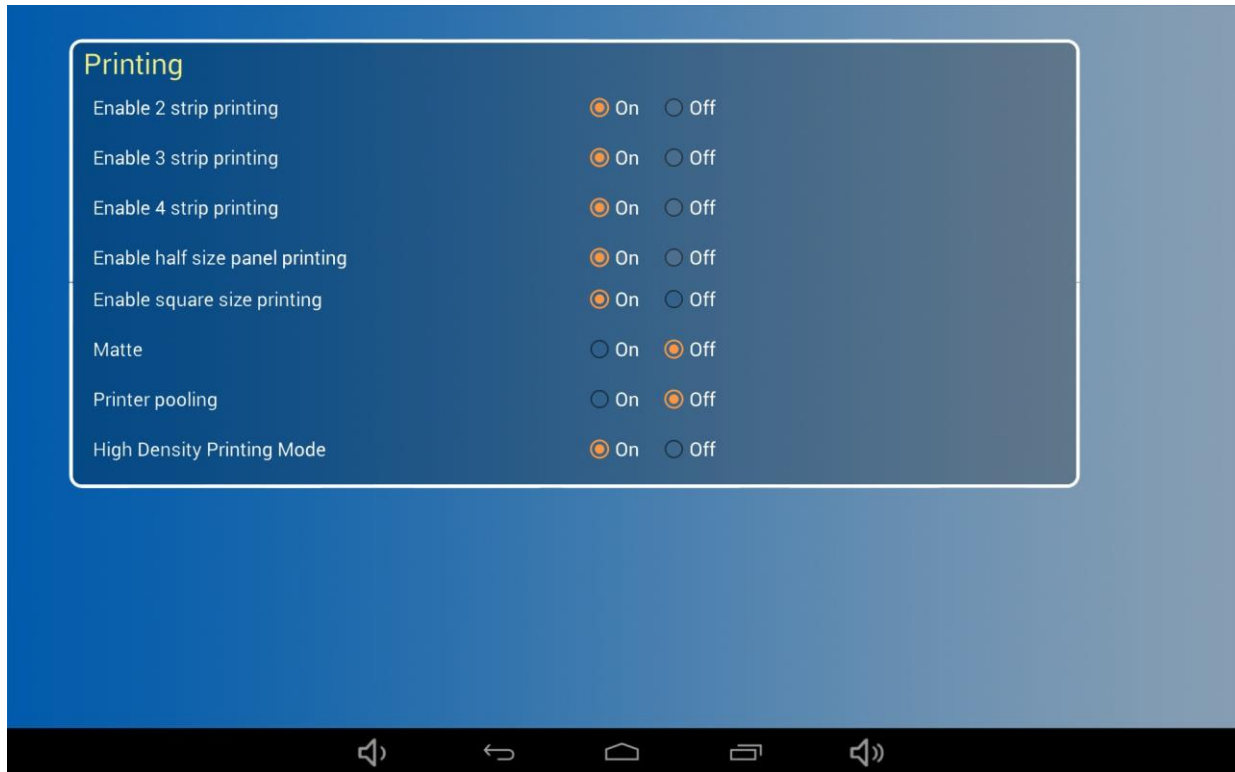 Printing
Enable 2 strip printing On Off
Enable 3 strip printing On Off
Enable 4 strip printing On Off
Enable half size panel printing On Off
Enable square size printing On Off
Matte On Off
Printer pooling On Off
High Density Printing Mode On Off